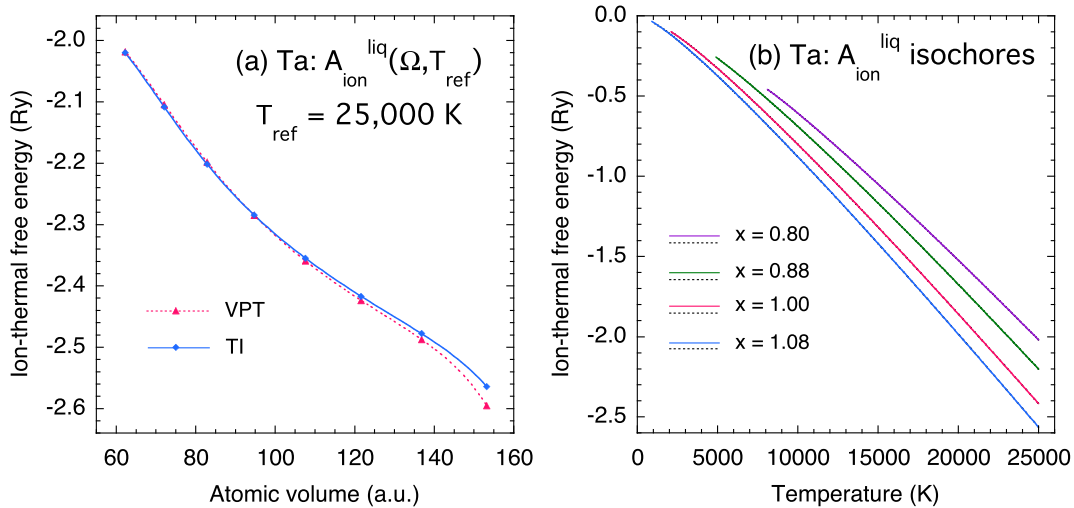 (a) Ta: A_ion^liq(Ω,T_ref)
T_ref = 25,000 K
Ion-thermal free energy (Ry)
-2.0
-2.1
-2.2
-2.3
-2.4
-2.5
-2.6
VPT
TI
60 80 100 120 140 160
Atomic volume (a.u.)
(b) Ta: A_ion^liq isochores
Ion-thermal free energy (Ry)
0.0
-0.5
-1.0
-1.5
-2.0
-2.5
x = 0.80
x = 0.88
x = 1.00
x = 1.08
0 5000 10000 15000 20000 25000
Temperature (K)